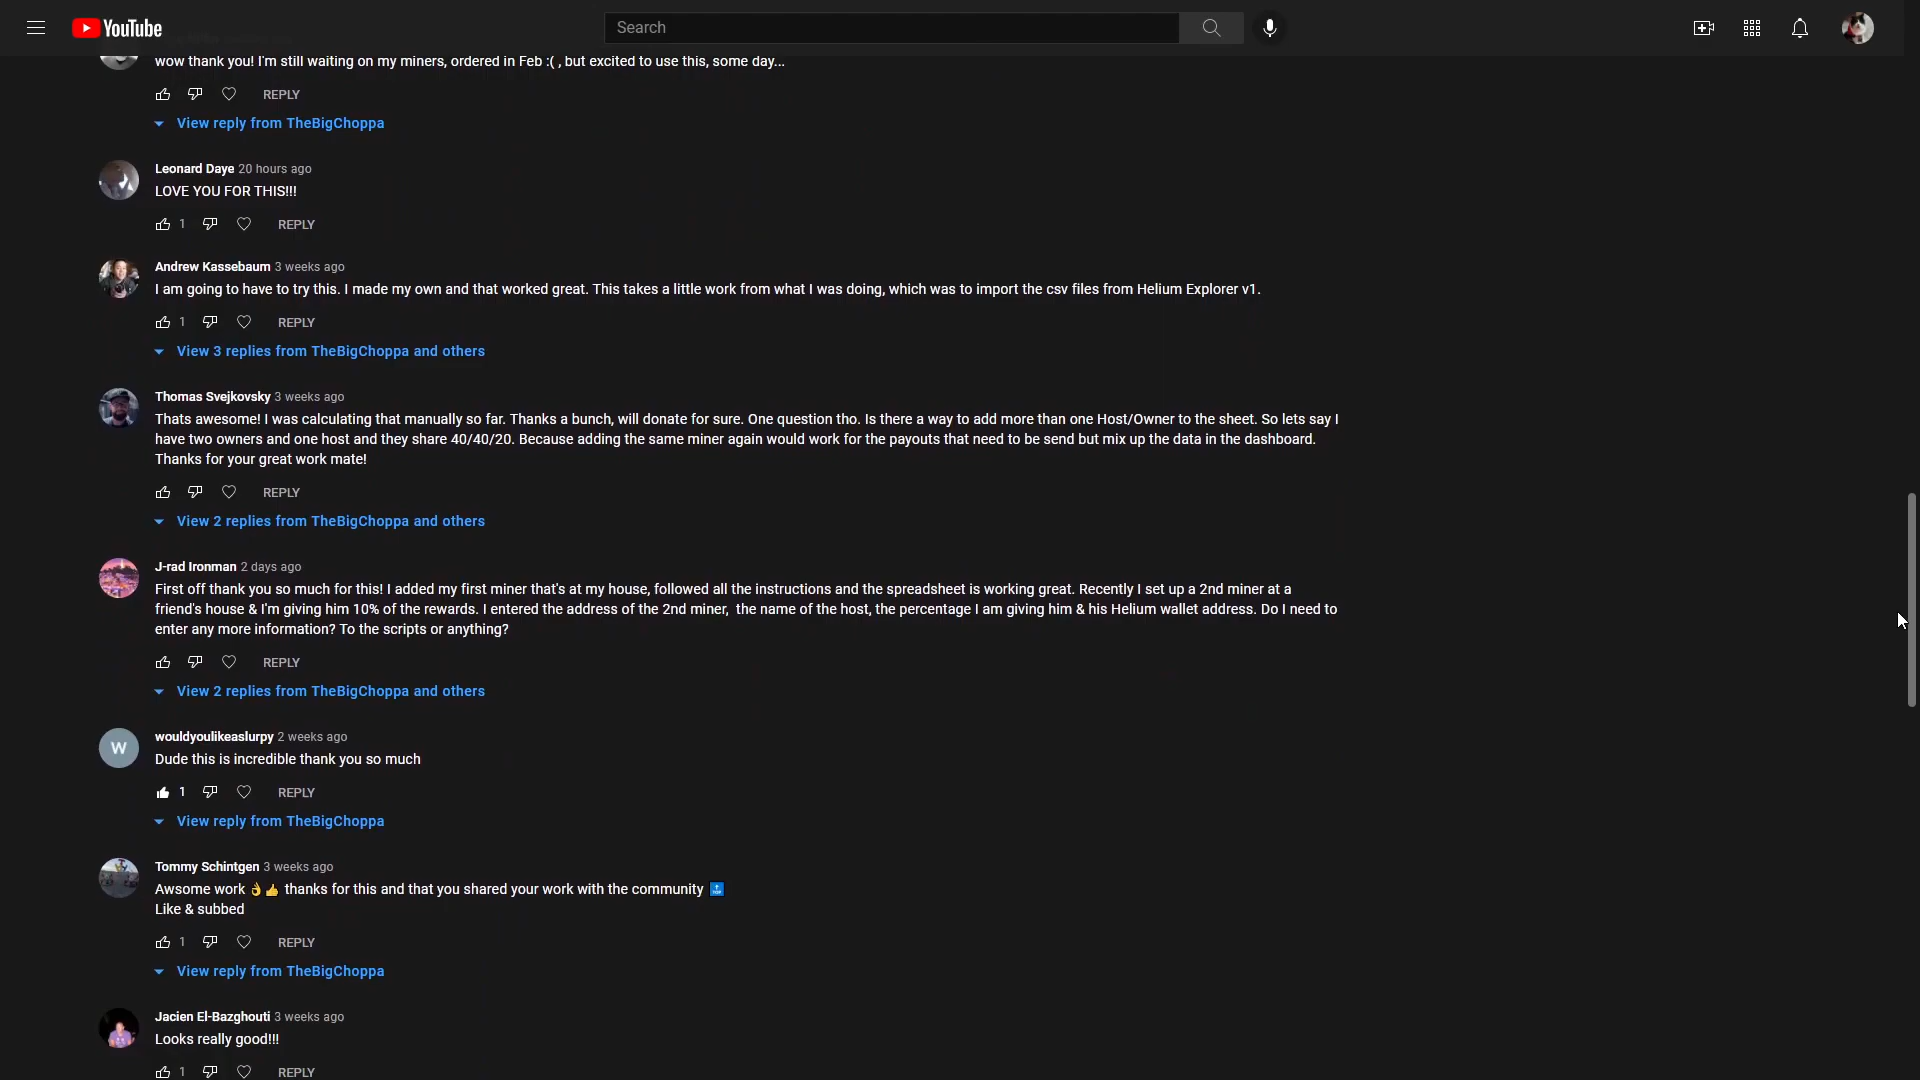 YouTube
Search
wow thank you! I'm still waiting on my miners, ordered in Feb :( , but excited to use this, some day...
REPLY
View reply from TheBigChoppa
Leonard Daye 20 hours ago
LOVE YOU FOR THIS!!!
1 REPLY
Andrew Kassebaum 3 weeks ago
I am going to have to try this. I made my own and that worked great. This takes a little work from what I was doing, which was to import the csv files from Helium Explorer v1.
1 REPLY
View 3 replies from TheBigChoppa and others
Thomas Svejkovsky 3 weeks ago
Thats awesome! I was calculating that manually so far. Thanks a bunch, will donate for sure. One question tho. Is there a way to add more than one Host/Owner to the sheet. So lets say I
have two owners and one host and they share 40/40/20. Because adding the same miner again would work for the payouts that need to be send but mix up the data in the dashboard.
Thanks for your great work mate!
REPLY
View 2 replies from TheBigChoppa and others
J-rad Ironman 2 days ago
First off thank you so much for this! I added my first miner that's at my house, followed all the instructions and the spreadsheet is working great. Recently I set up a 2nd miner at a
friend's house & I'm giving him 10% of the rewards. I entered the address of the 2nd miner, the name of the host, the percentage I am giving him & his Helium wallet address. Do I need to
enter any more information? To the scripts or anything?
REPLY
View 2 replies from TheBigChoppa and others
W
wouldyoulikeaslurpy 2 weeks ago
Dude this is incredible thank you so much
1 REPLY
View reply from TheBigChoppa
Tommy Schintgen 3 weeks ago
Awsome work 👌👍 thanks for this and that you shared your work with the community 🔝
Like & subbed
1 REPLY
View reply from TheBigChoppa
Jacien El-Bazghouti 3 weeks ago
Looks really good!!!
1 REPLY